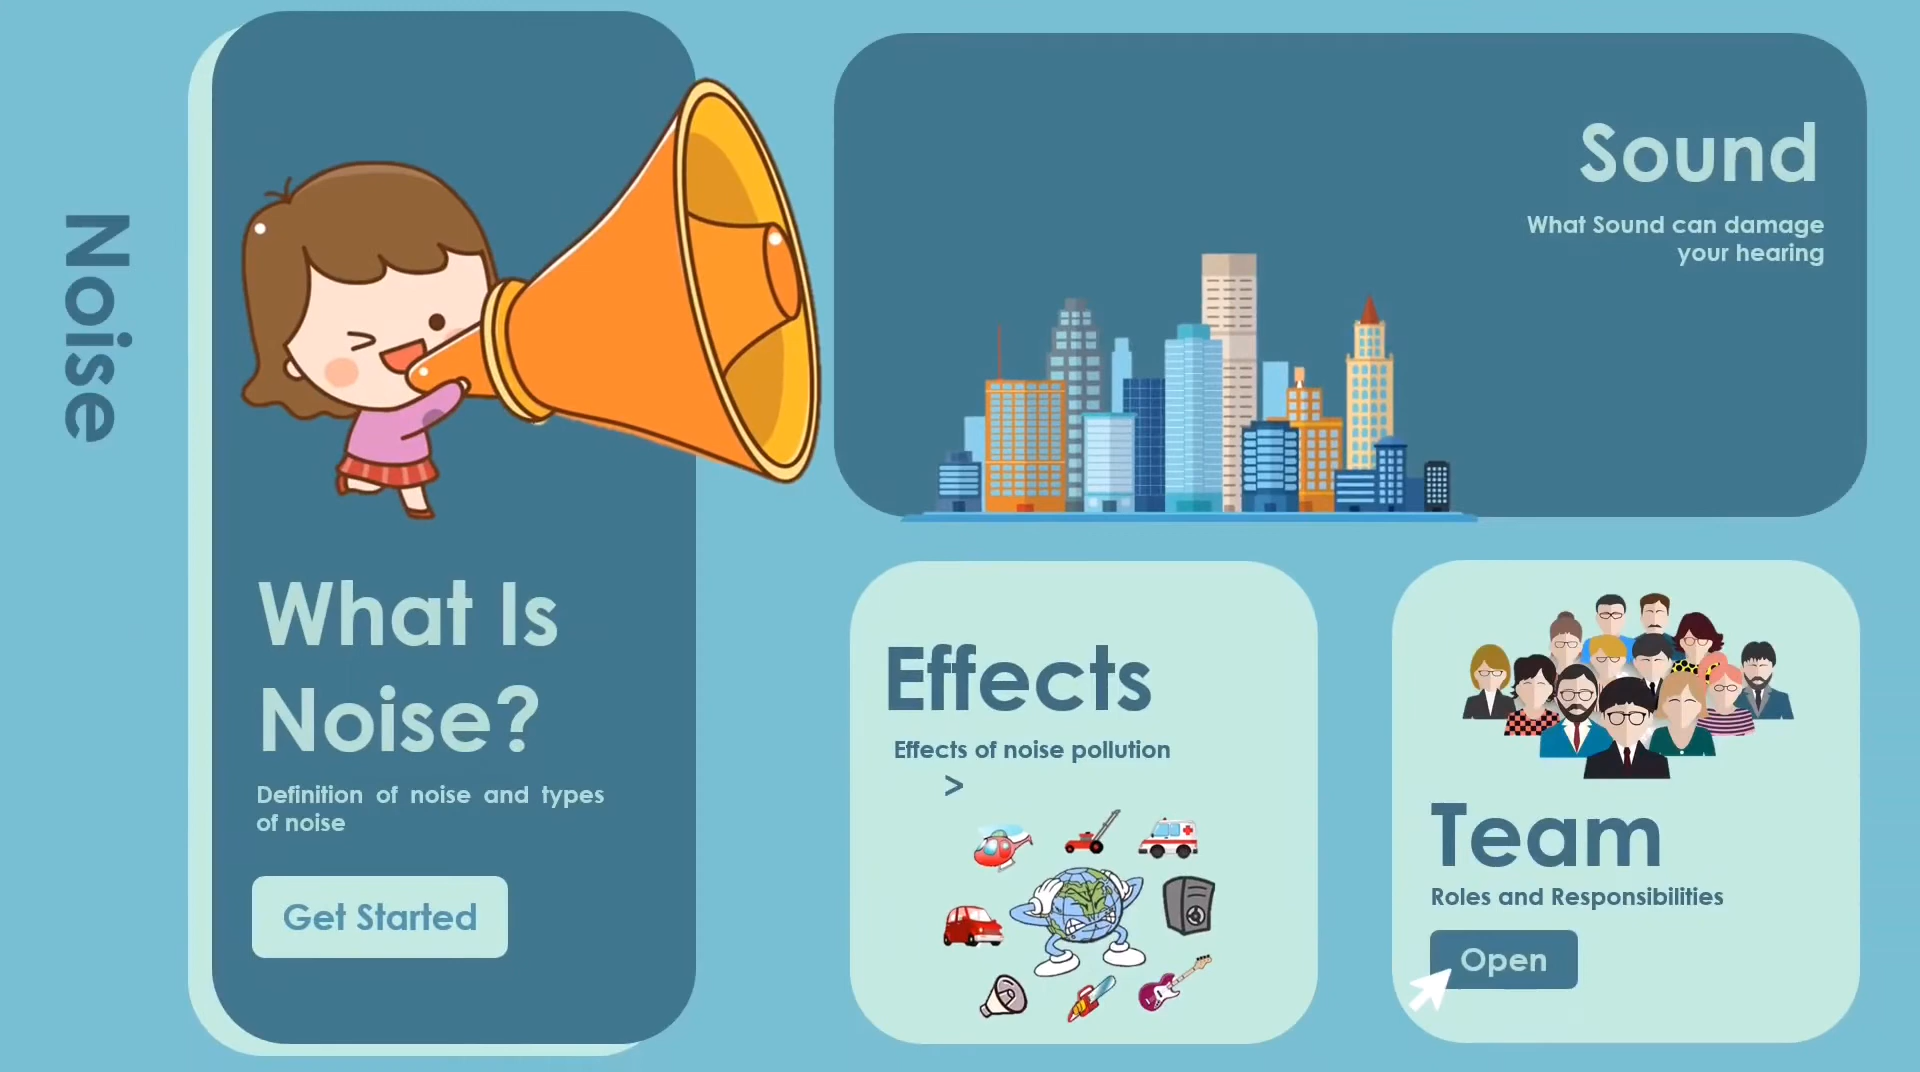 Noise
What Is
Noise?
Definition of noise and types
of noise
Get Started
Sound
What Sound can damage
your hearing
Effects
Effects of noise pollution
>
Team
Roles and Responsibilities
Open